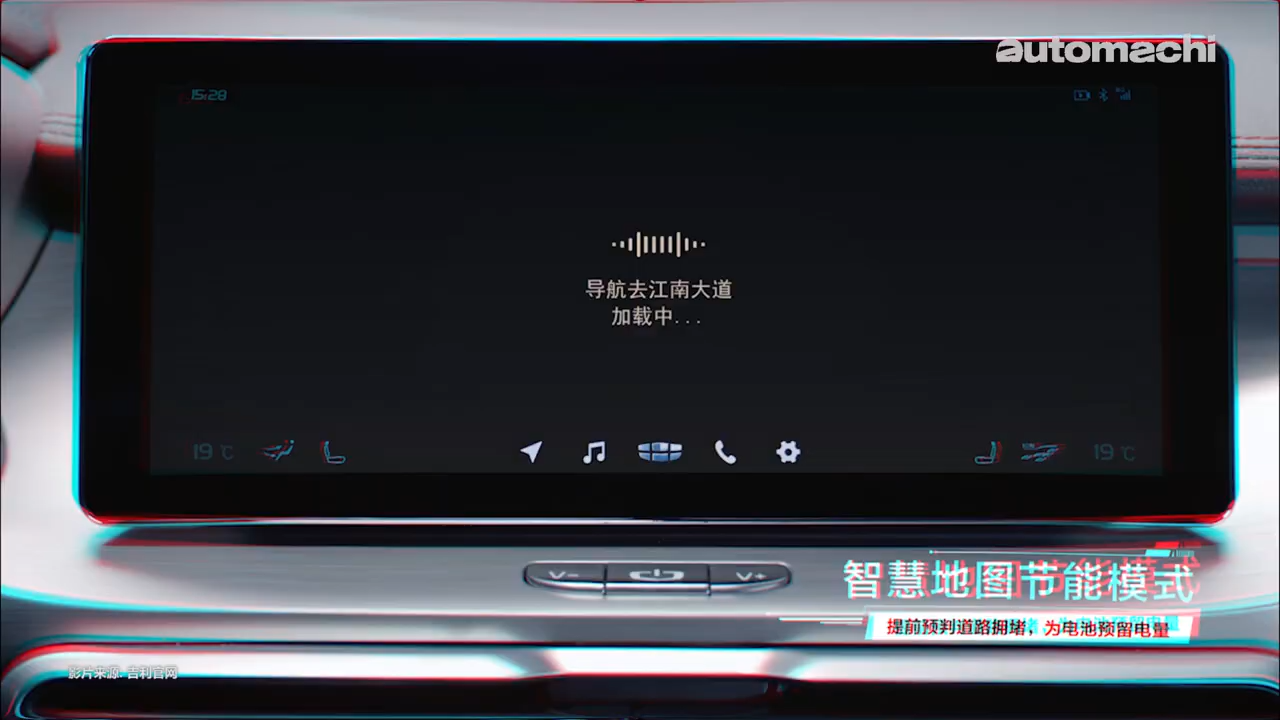 automachi
15:28
导航去江南大道
加载中...
19℃
19℃
V-
V+
智慧地图节能模式
提前预判道路拥堵，为电池预留电量
影片来源: 吉利官网